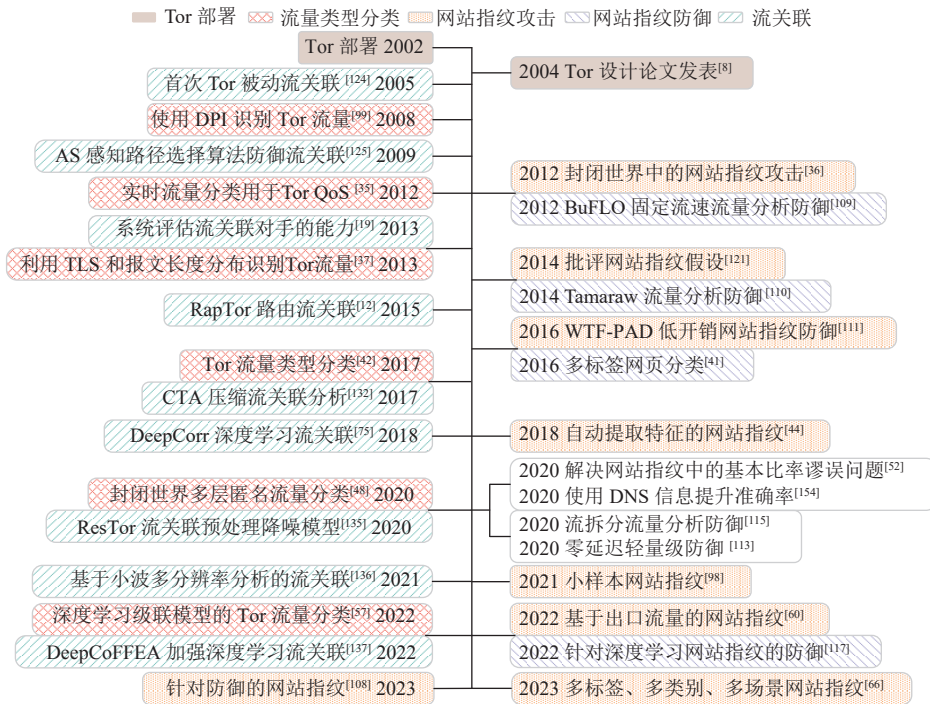 Tor 部署 流量类型分类 网站指纹攻击 网站指纹防御 流关联
Tor 部署 2002
2004 Tor 设计论文发表[8]
首次 Tor 被动流关联[124] 2005
使用 DPI 识别 Tor 流量[99] 2008
AS 感知路径选择算法防御流关联[125] 2009
实时流量分类用于Tor QoS[35] 2012
2012 封闭世界中的网站指纹攻击[36]
2012 BuFLO 固定流速流量分析防御[109]
系统评估流关联对手的能力[19] 2013
利用 TLS 和报文长度分布识别Tor流量[37] 2013
2014 批评网站指纹假设[121]
2014 Tamaraw 流量分析防御[110]
RapTor 路由流关联[12] 2015
2016 WTF-PAD 低开销网站指纹防御[111]
2016 多标签网页分类[41]
Tor 流量类型分类[42] 2017
CTA 压缩流关联分析[132] 2017
DeepCorr 深度学习流关联[75] 2018
2018 自动提取特征的网站指纹[44]
2020 解决网站指纹中的基本比率谬误问题[52]
2020 使用 DNS 信息提升准确率[154]
封闭世界多层匿名流量分类[48] 2020
ResTor 流关联预处理降噪模型[135] 2020
2020 流拆分流量分析防御[115]
2020 零延迟轻量级防御 [113]
基于小波多分辨率分析的流关联[136] 2021
2021 小样本网站指纹[98]
深度学习级联模型的 Tor 流量分类[57] 2022
2022 基于出口流量的网站指纹[60]
DeepCoFFEA 加强深度学习流关联[137] 2022
2022 针对深度学习网站指纹的防御[117]
针对防御的网站指纹[108] 2023
2023 多标签、多类别、多场景网站指纹[66]